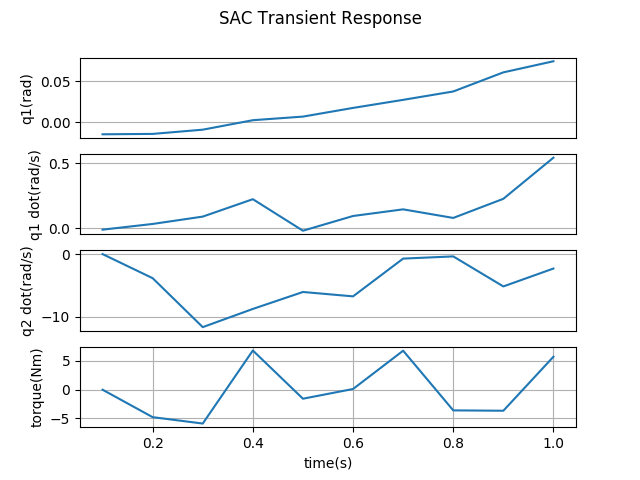 SAC Transient Response
q1(rad)
0.05
0.00
q1 dot(rad/s)
0.5
0.0
q2 dot(rad/s)
0
−10
torque(Nm)
5
0
−5
0.2 0.4 0.6 0.8 1.0
time(s)